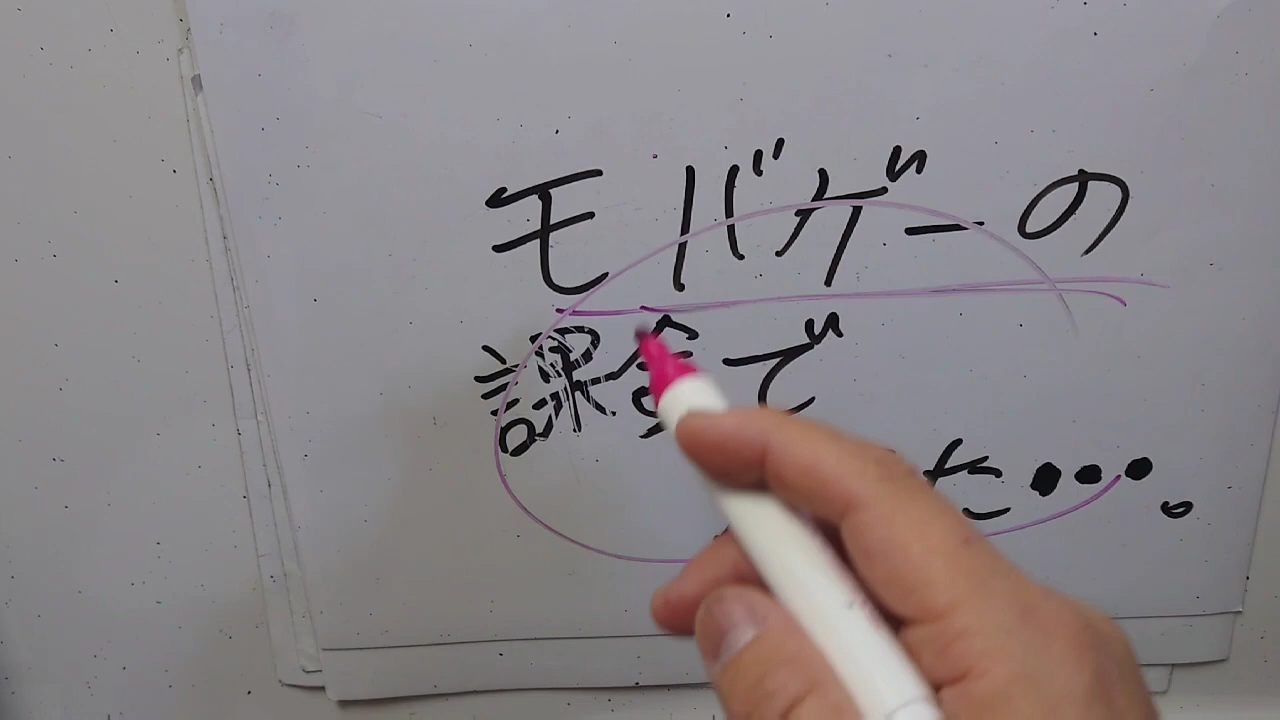 モバゲーの
課金で
た・・・。